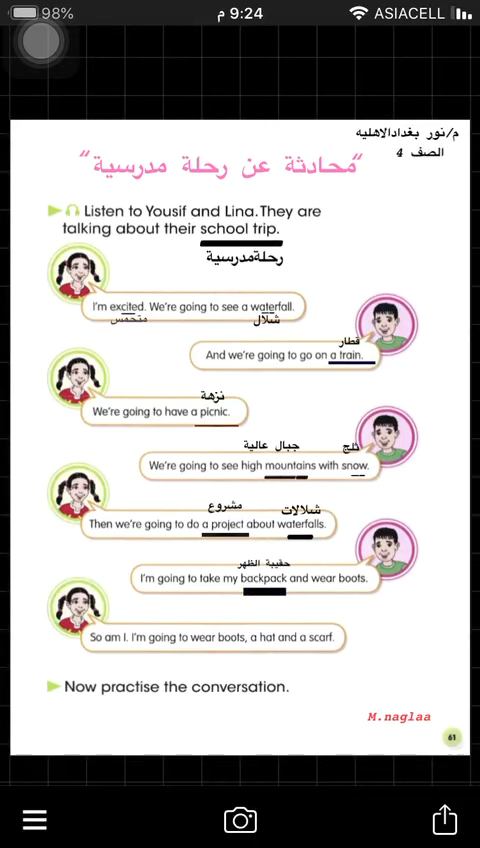 98%
9:24 م
ASIACELL
م/نور بغدادالاهليه
الصف 4
"مُحادثة عن رحلة مدرسية"
Listen to Yousif and Lina. They are
talking about their school trip.
رحلةمدرسية
I'm excited. We're going to see a waterfall.
متحمس
شلال
قطار
And we're going to go on a train.
نزهة
We're going to have a picnic.
جبال عالية
ثلج
We're going to see high mountains with snow.
مشروع
شلالات
Then we're going to do a project about waterfalls.
حقيبة الظهر
I'm going to take my backpack and wear boots.
So am I. I'm going to wear boots, a hat and a scarf.
Now practise the conversation.
M.naglaa
61